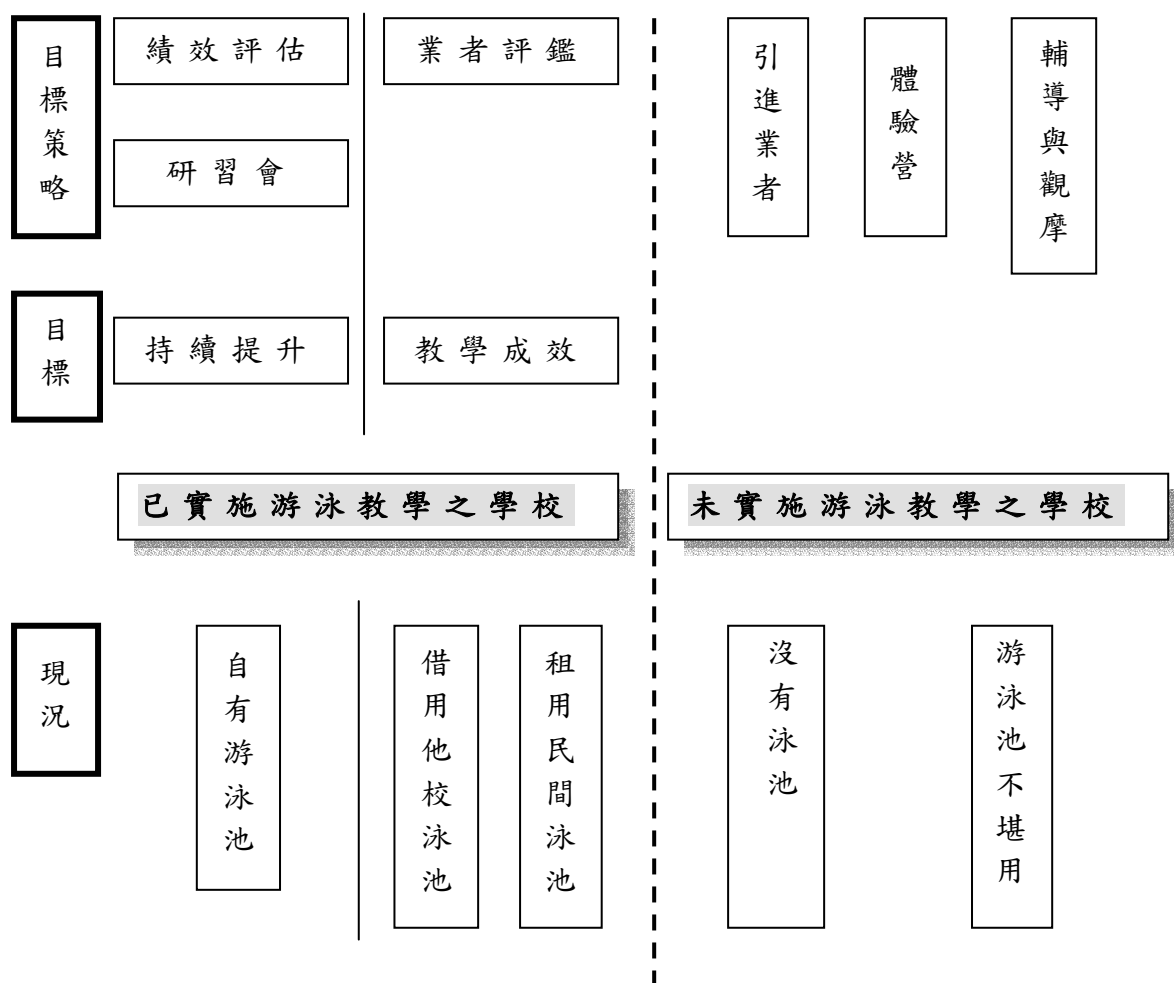 目標策略
績效評估
業者評鑑
引進業者
體驗營
輔導與觀摩
研習會
目標
持續提升
教學成效
已實施游泳教學之學校
未實施游泳教學之學校
現況
自有游泳池
借用他校泳池
租用民間泳池
沒有泳池
游泳池不堪用